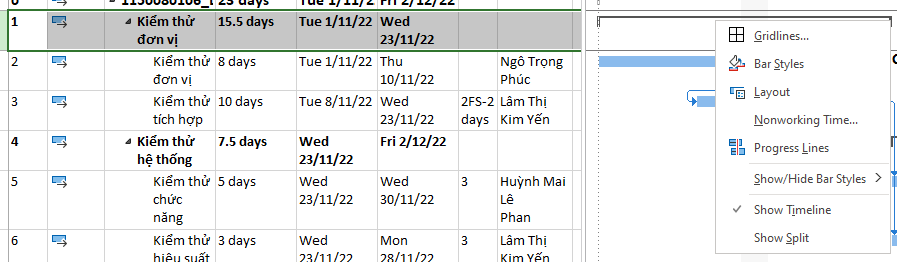 0 1150080106_ 25 days Tue 1/11/22 Fri 2/12/22
1 Kiểm thử 15.5 days Tue 1/11/22 Wed
đơn vị 23/11/22
2 Kiểm thử 8 days Tue 1/11/22 Thu Ngô Trọng
đơn vị 10/11/22 Phúc
3 Kiểm thử 10 days Tue 8/11/22 Wed 2FS-2 Lâm Thị
tích hợp 23/11/22 days Kim Yến
4 Kiểm thử 7.5 days Wed Fri 2/12/22
hệ thống 23/11/22
5 Kiểm thử 5 days Wed Wed 3 Huỳnh Mai
chức 23/11/22 30/11/22 Lê
năng Phan
6 Kiểm thử 3 days Wed Mon 3 Lâm Thị
hiệu suất 23/11/22 28/11/22 Kim Yến
Gridlines...
Bar Styles
Layout
Nonworking Time...
Progress Lines
Show/Hide Bar Styles
Show Timeline
Show Split